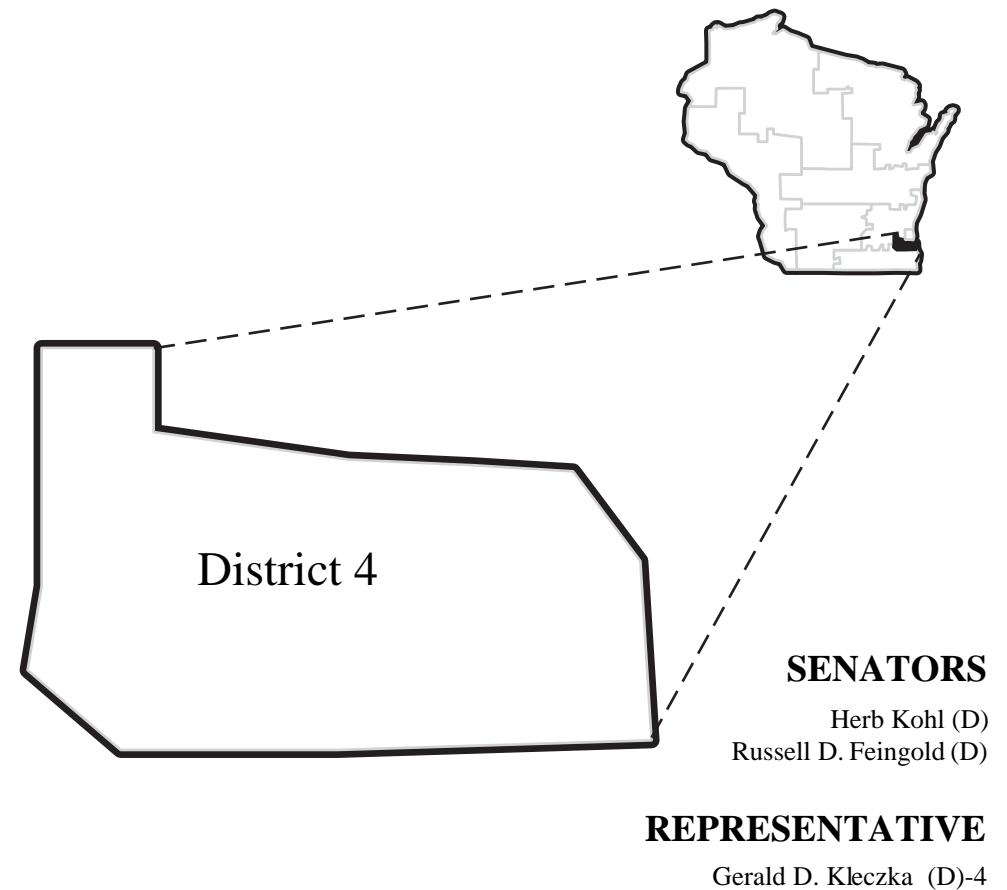 District 4
SENATORS
Herb Kohl (D)
Russell D. Feingold (D)
REPRESENTATIVE
Gerald D. Kleczka (D)-4